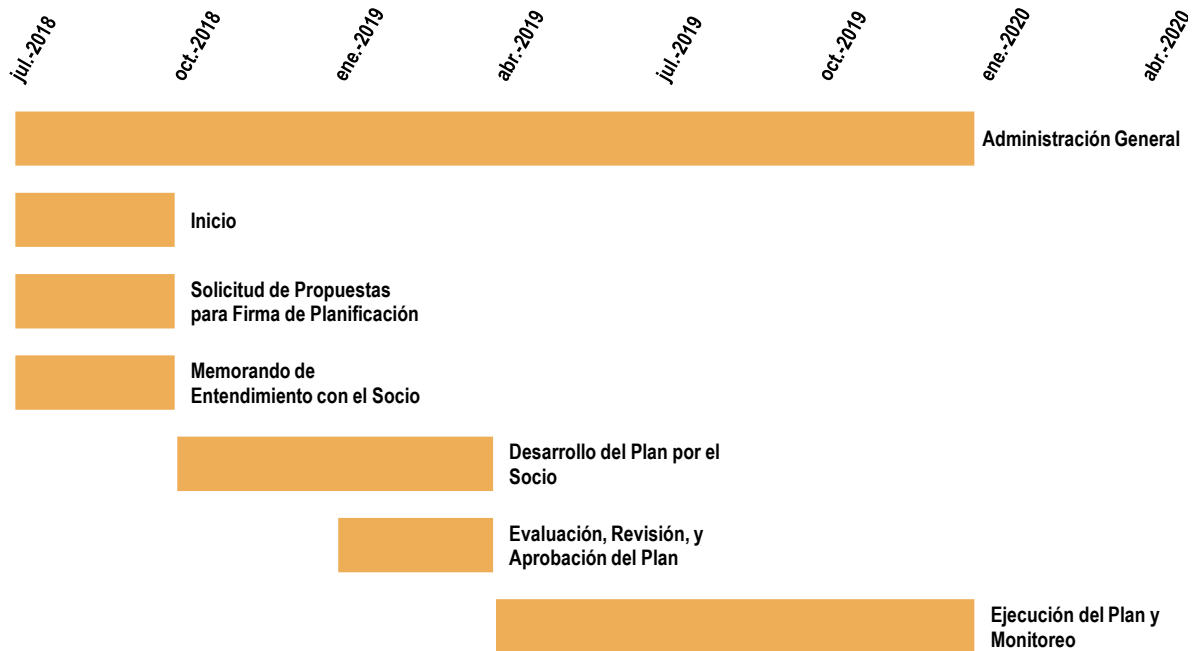 jul.-2018
oct.-2018
ene.-2019
abr.-2019
jul.-2019
oct.-2019
ene.-2020
abr.-2020
Administración General
Inicio
Solicitud de Propuestas
para Firma de Planificación
Memorando de
Entendimiento con el Socio
Desarrollo del Plan por el
Socio
Evaluación, Revisión, y
Aprobación del Plan
Ejecución del Plan y
Monitoreo